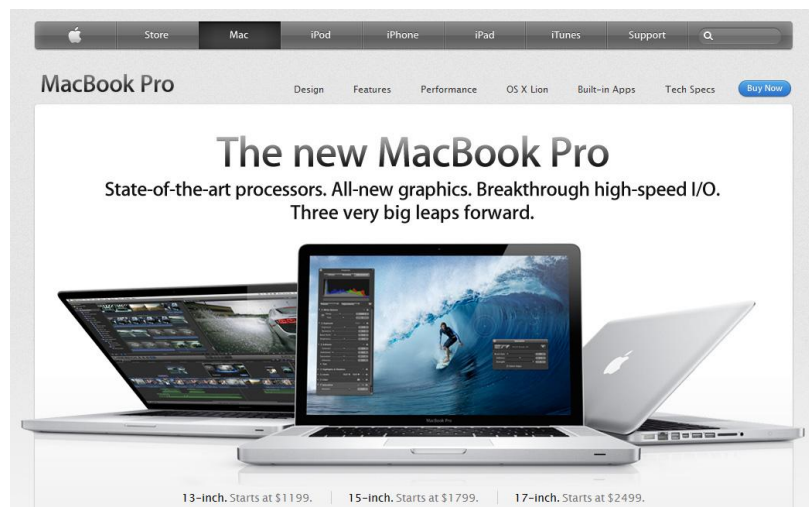 Store Mac iPod iPhone iPad iTunes Support
MacBook Pro Design Features Performance OS X Lion Built-in Apps Tech Specs Buy Now
The new MacBook Pro
State-of-the-art processors. All-new graphics. Breakthrough high-speed I/O.
Three very big leaps forward.
MacBook Pro
13-inch. Starts at $1199. 15-inch. Starts at $1799. 17-inch. Starts at $2499.